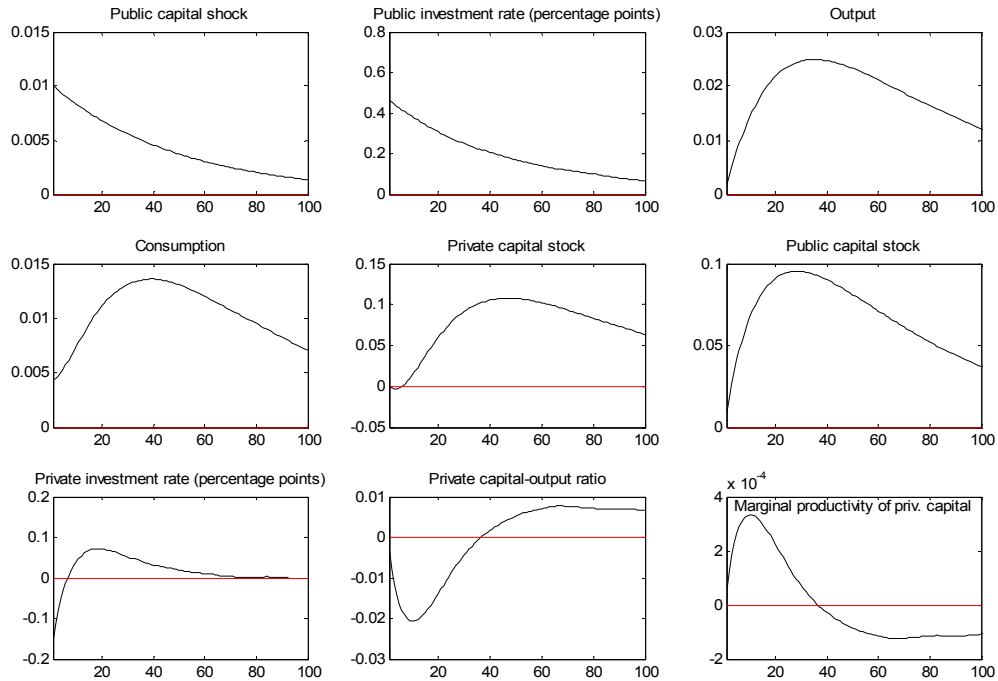 Public capital shock
0.015
0.01
0.005
0
20 40 60 80 100
Public investment rate (percentage points)
0.8
0.6
0.4
0.2
0
20 40 60 80 100
Output
0.03
0.02
0.01
0
20 40 60 80 100
Consumption
0.015
0.01
0.005
0
20 40 60 80 100
Private capital stock
0.15
0.1
0.05
0
-0.05
20 40 60 80 100
Public capital stock
0.1
0.05
0
20 40 60 80 100
Private investment rate (percentage points)
0.2
0.1
0
-0.1
-0.2
20 40 60 80 100
Private capital-output ratio
0.01
0
-0.01
-0.02
-0.03
20 40 60 80 100
x 10-4
Marginal productivity of priv. capital
4
2
0
-2
20 40 60 80 100